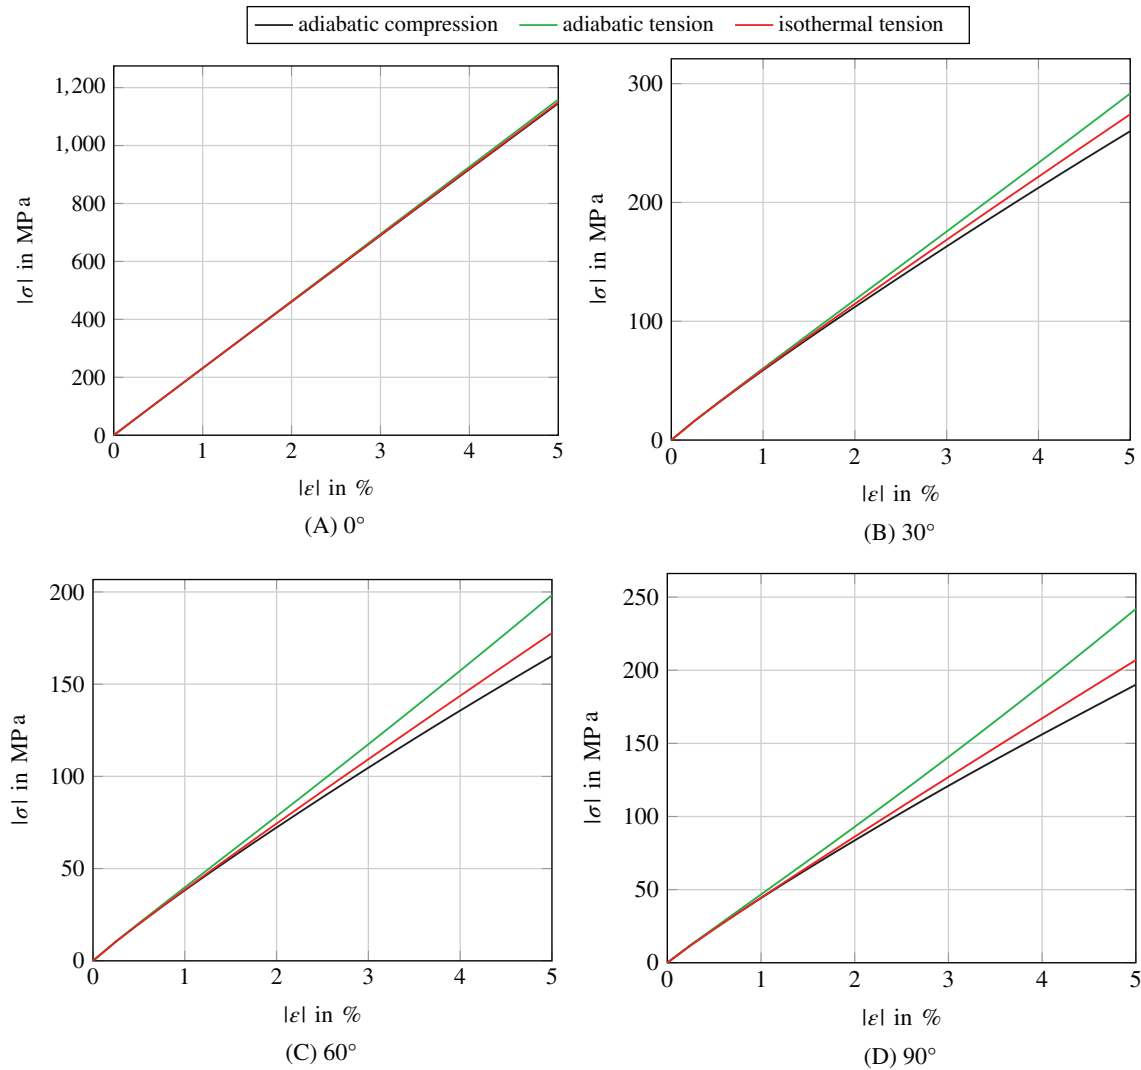 adiabatic compression adiabatic tension isothermal tension
1,200
1,000
800
600
400
200
0
0 1 2 3 4 5
|σ| in MPa
|ε| in %
(A) 0°
300
200
100
0
0 1 2 3 4 5
|σ| in MPa
|ε| in %
(B) 30°
200
150
100
50
0
0 1 2 3 4 5
|σ| in MPa
|ε| in %
(C) 60°
250
200
150
100
50
0
0 1 2 3 4 5
|σ| in MPa
|ε| in %
(D) 90°